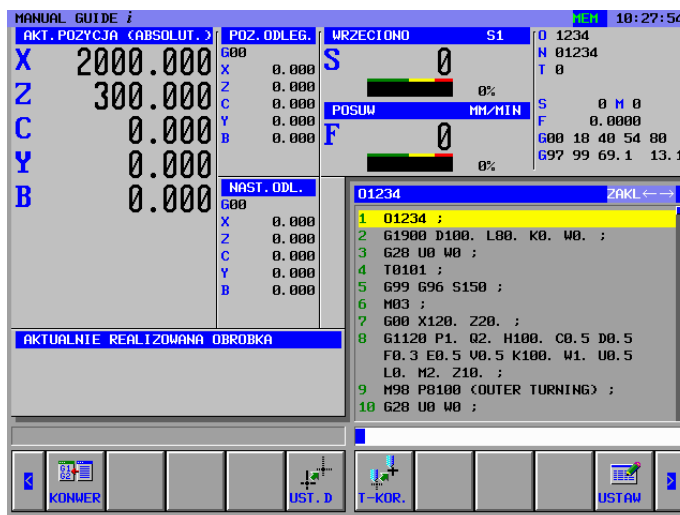 MANUAL GUIDE i MEM 10:27:54
AKT.POZYCJA (ABSOLUT.)
X 2000.000
Z 300.000
C 0.000
Y 0.000
B 0.000
POZ.ODLEG.
G00
X 0.000
Z 0.000
C 0.000
Y 0.000
B 0.000
NAST.ODL.
G00
X 0.000
Z 0.000
C 0.000
Y 0.000
B 0.000
WRZECIONO S1
S 0
0%
POSUW MM/MIN
F 0
0%
O 1234
N 01234
T 0
S 0 M 0
F 0.0000
G00 18 40 54 80
G97 99 69.1 13.1
AKTUALNIE REALIZOWANA OBROBKA
O1234 ZAKL←→
1 O1234 ;
2 G1900 D100. L80. K0. W0. ;
3 G28 U0 W0 ;
4 T0101 ;
5 G99 G96 S150 ;
6 M03 ;
7 G00 X120. Z20. ;
8 G1120 P1. Q2. H100. C0.5 D0.5
F0.3 E0.5 V0.5 K100. W1. U0.5
L0. M2. Z10. ;
9 M98 P8100 (OUTER TURNING) ;
10 G28 U0 W0 ;
G1
G2
KONWER
UST.D
T-KOR.
USTAW